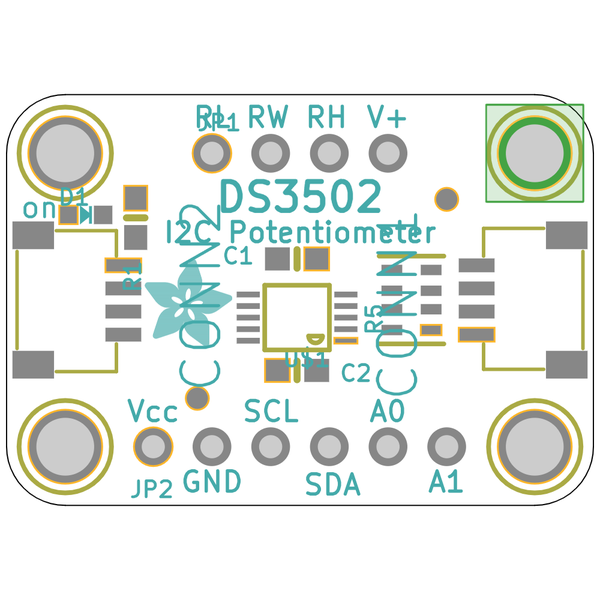 RL RW RH V+
JP1
DS3502
D1
on
I2C Potentiometer
C1
R1
CONN2
CONN1
R5
U$1
C2
Vcc SCL A0
JP2 GND SDA A1